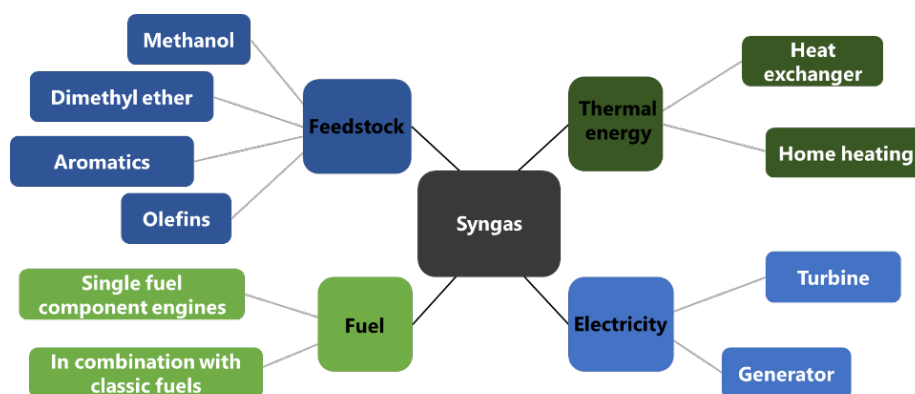 Methanol
Dimethyl ether
Aromatics
Olefins
Feedstock
Thermal
energy
Heat
exchanger
Home heating
Syngas
Single fuel
component engines
In combination with
classic fuels
Fuel
Electricity
Turbine
Generator